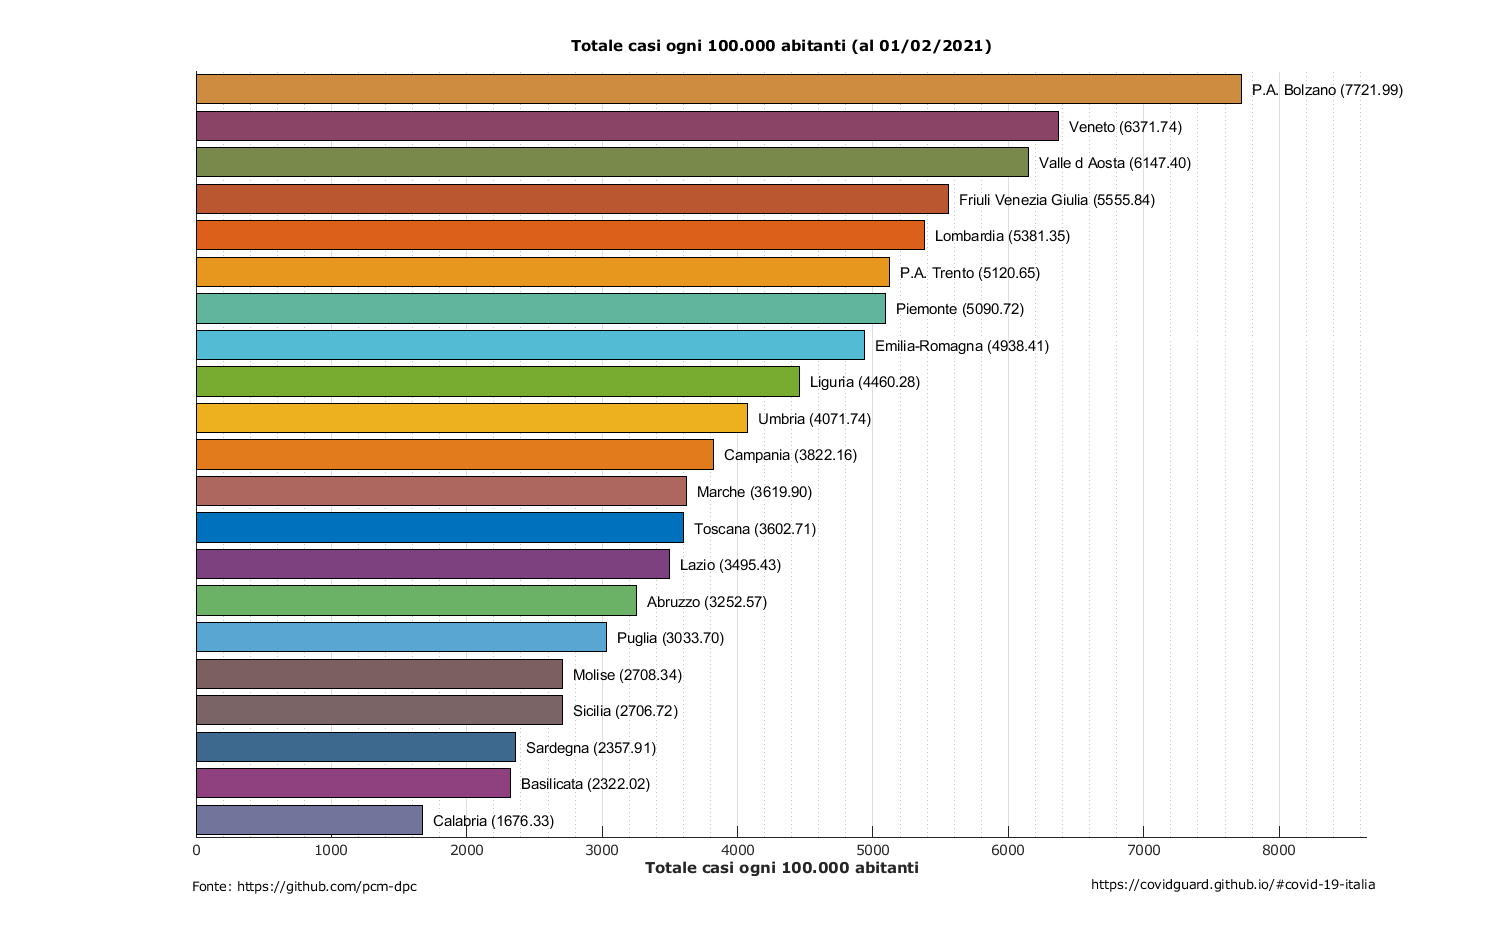 Totale casi ogni 100.000 abitanti (al 01/02/2021)
P.A. Bolzano (7721.99)
Veneto (6371.74)
Valle d Aosta (6147.40)
Friuli Venezia Giulia (5555.84)
Lombardia (5381.35)
P.A. Trento (5120.65)
Piemonte (5090.72)
Emilia-Romagna (4938.41)
Liguria (4460.28)
Umbria (4071.74)
Campania (3822.16)
Marche (3619.90)
Toscana (3602.71)
Lazio (3495.43)
Abruzzo (3252.57)
Puglia (3033.70)
Molise (2708.34)
Sicilia (2706.72)
Sardegna (2357.91)
Basilicata (2322.02)
Calabria (1676.33)
0 1000 2000 3000 4000 5000 6000 7000 8000
Totale casi ogni 100.000 abitanti
Fonte: https://github.com/pcm-dpc
https://covidguard.github.io/#covid-19-italia